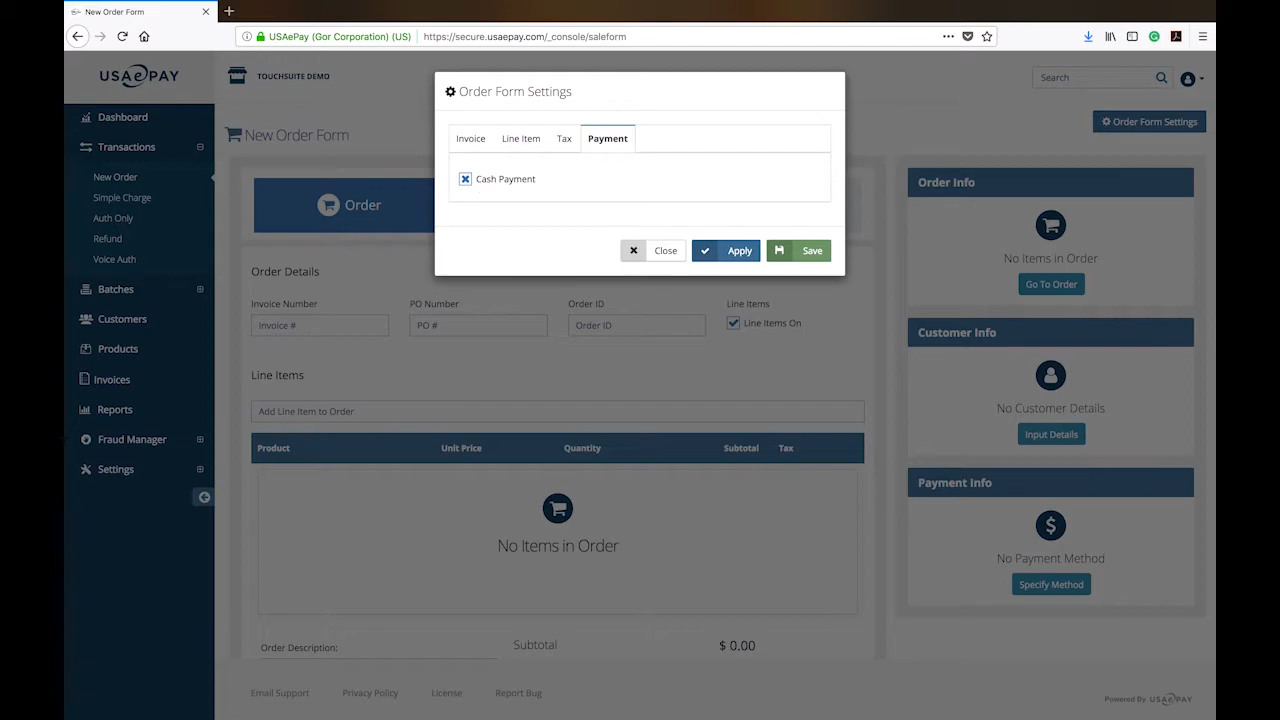 New Order Form
USAePay (Gor Corporation) (US)
https://secure.usaepay.com/_console/saleform
USAePAY
TOUCHSUITE DEMO
Search
Dashboard
Transactions
New Order
Simple Charge
Auth Only
Refund
Voice Auth
Batches
Customers
Products
Invoices
Reports
Fraud Manager
Settings
New Order Form
Order Form Settings
Order Form Settings
Invoice
Line Item
Tax
Payment
Cash Payment
Close
Apply
Save
Order
Order Details
Invoice Number
PO Number
Order ID
Line Items
Invoice #
PO #
Order ID
Line Items On
Line Items
Add Line Item to Order
Product
Unit Price
Quantity
Subtotal
Tax
No Items in Order
Order Description:
Subtotal
$ 0.00
Order Info
No Items in Order
Go To Order
Customer Info
No Customer Details
Input Details
Payment Info
$
No Payment Method
Specify Method
Email Support
Privacy Policy
License
Report Bug
Powered By USAePAY